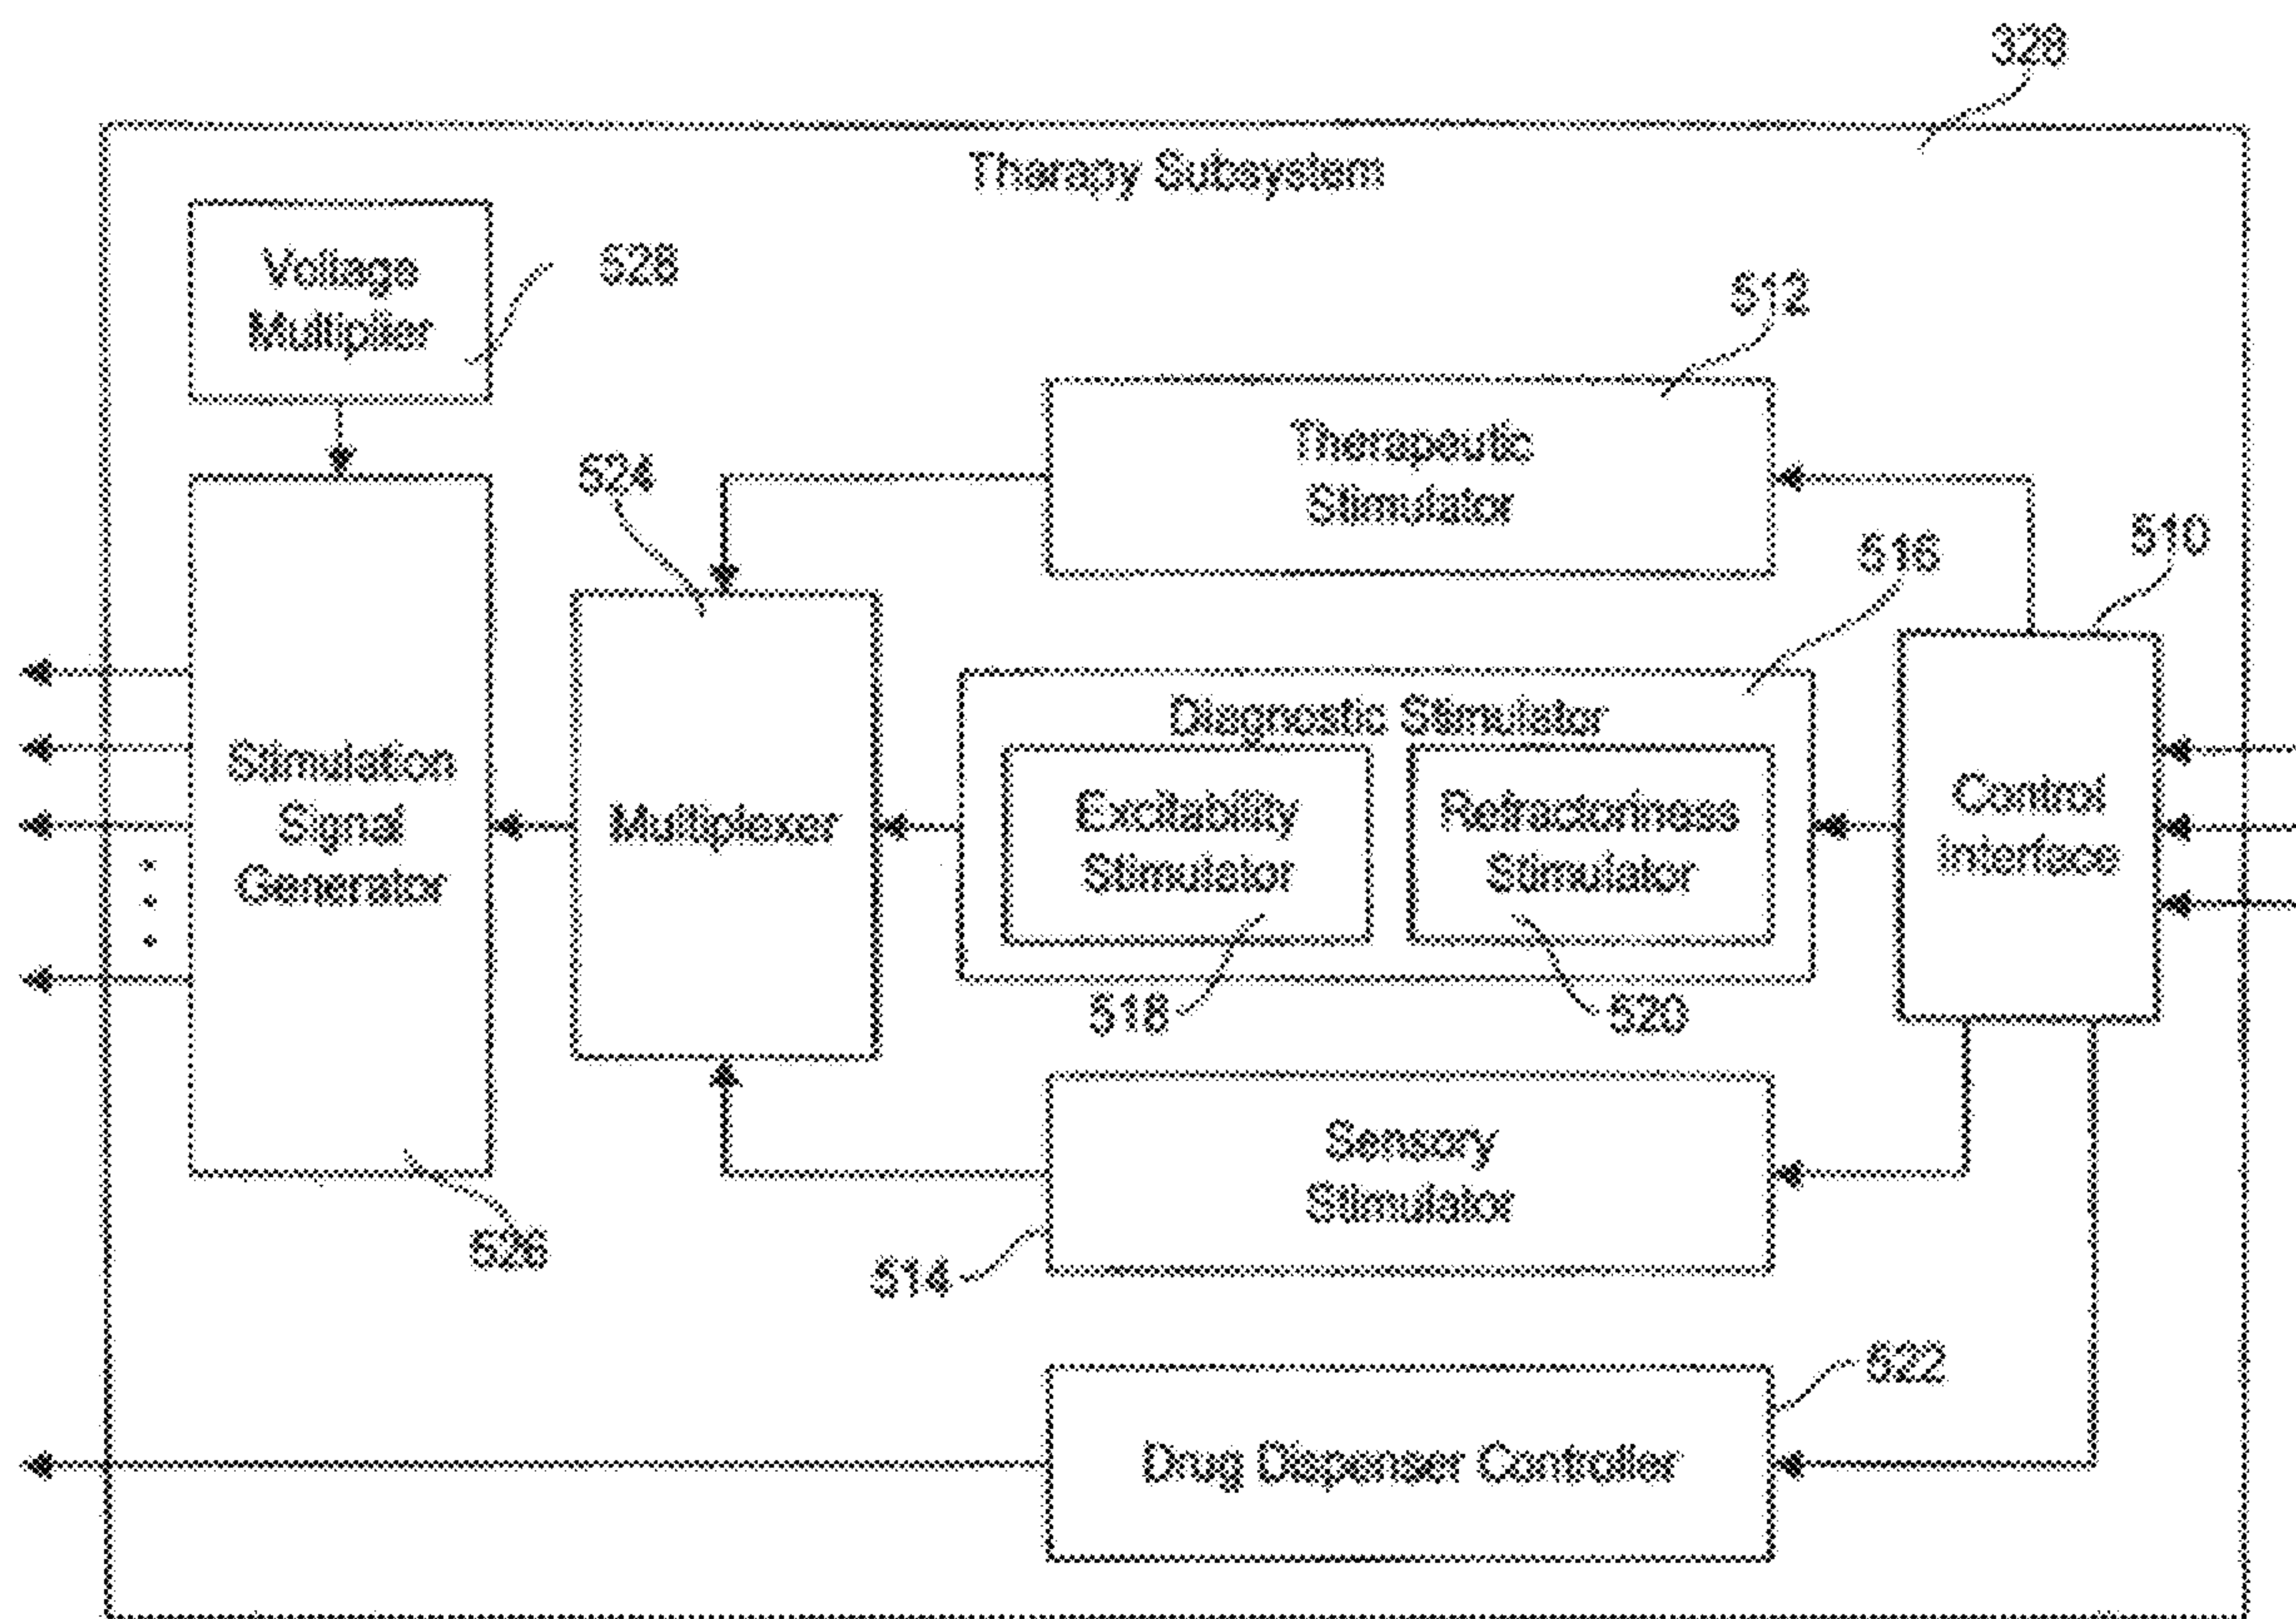 328
Therapy Subsystem
Voltage
Multiplier
528
512
Therapeutic
Stimulator
524
516
510
Stimulation
Signal
Generator
Multiplexer
Diagnostic Stimulator
Excitability
Stimulator
Refractoriness
Stimulator
Control
Interface
518
520
Sensory
Stimulator
526
514
522
Drug Dispenser Controller